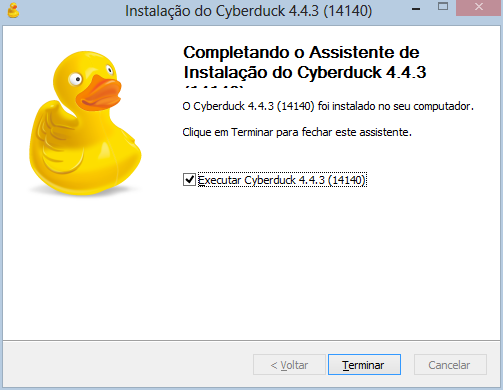 Instalação do Cyberduck 4.4.3 (14140)
Completando o Assistente de
Instalação do Cyberduck 4.4.3
(14140)
O Cyberduck 4.4.3 (14140) foi instalado no seu computador.
Clique em Terminar para fechar este assistente.
Executar Cyberduck 4.4.3 (14140)
< Voltar
Terminar
Cancelar